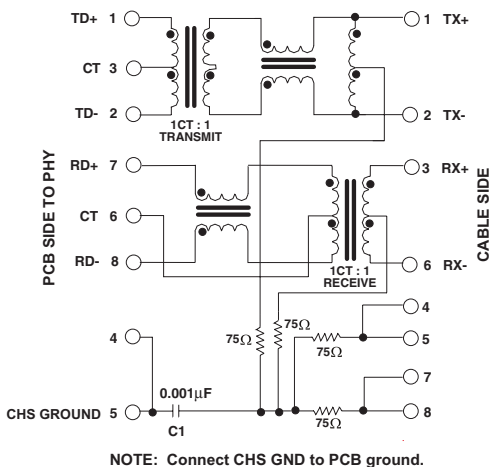 TD+ 1
1 TX+
CT 3
TD- 2
2 TX-
1CT : 1
TRANSMIT
RD+ 7
3 RX+
PCB SIDE TO PHY
CT 6
CABLE SIDE
RD- 8
6 RX-
1CT : 1
RECEIVE
4
75Ω
75Ω
5
4
75Ω
7
0.001µF
CHS GROUND 5
8
C1
75Ω
NOTE: Connect CHS GND to PCB ground.